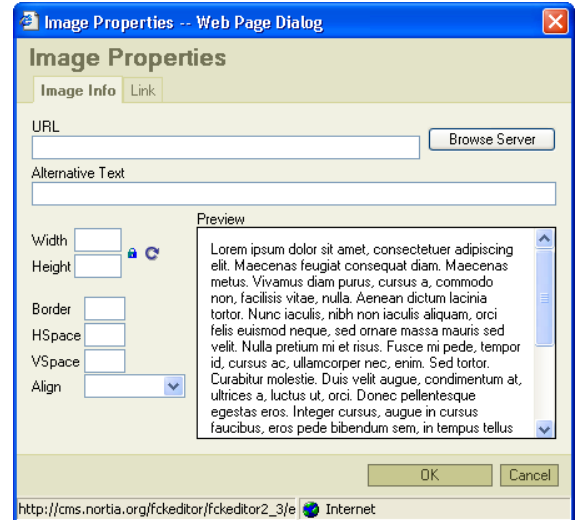 Image Properties -- Web Page Dialog
Image Properties
Image Info Link
URL
Browse Server
Alternative Text
Preview
Width
Height
Border
HSpace
VSpace
Align
Lorem ipsum dolor sit amet, consectetuer adipiscing
elit. Maecenas feugiat consequat diam. Maecenas
metus. Vivamus diam purus, cursus a, commodo
non, facilisis vitae, nulla. Aenean dictum lacinia
tortor. Nunc iaculis, nibh non iaculis aliquam, orci
felis euismod neque, sed ornare massa mauris sed
velit. Nulla pretium mi et risus. Fusce mi pede, tempor
id, cursus ac, ullamcorper nec, enim. Sed tortor.
Curabitur molestie. Duis velit augue, condimentum at,
ultrices a, luctus ut, orci. Donec pellentesque
egestas eros. Integer cursus, augue in cursus
faucibus, eros pede bibendum sem, in tempus tellus
OK Cancel
http://cms.nortia.org/fckeditor/fckeditor2_3/e Internet